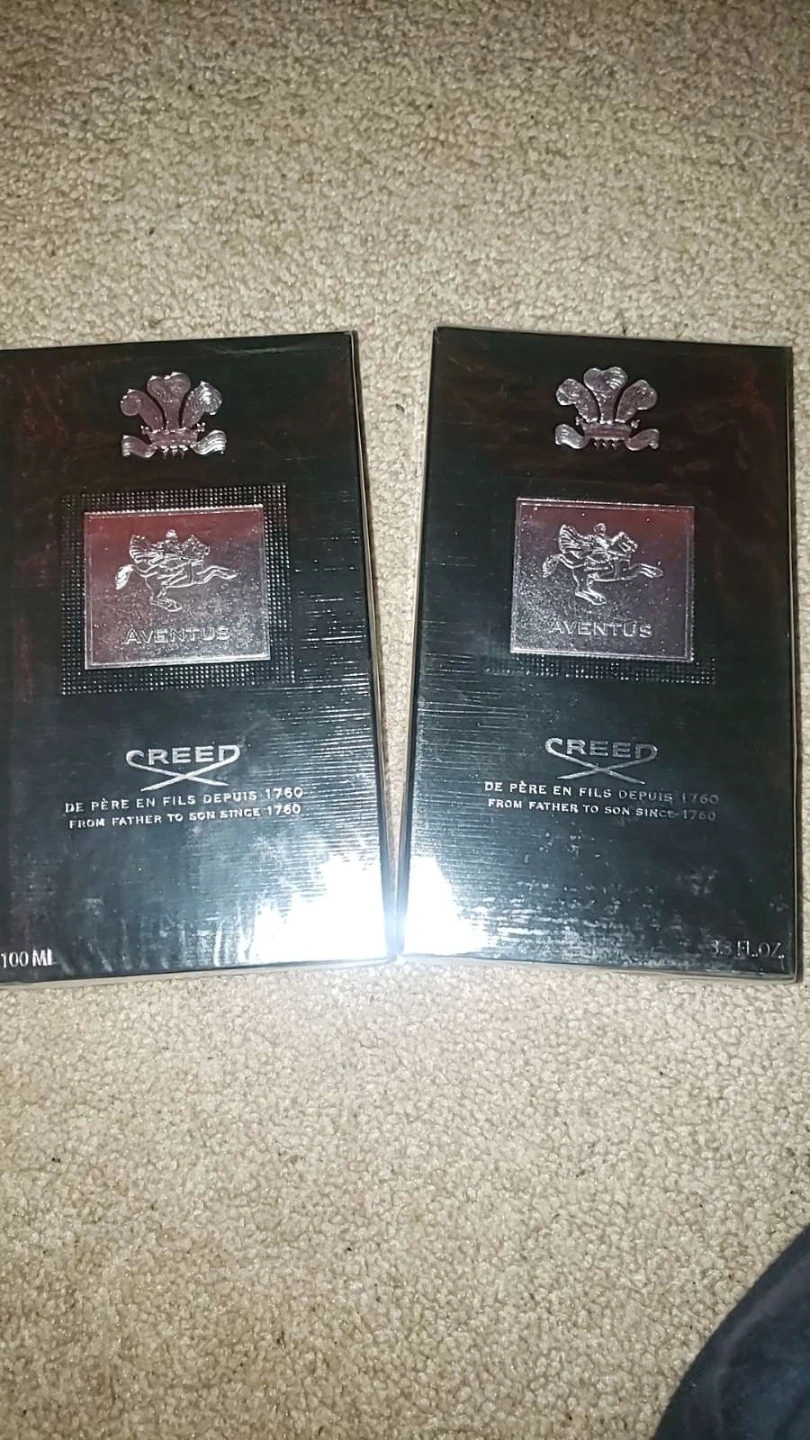 AVENTUS
CREED
DE PÈRE EN FILS DEPUIS 1760
FROM FATHER TO SON SINCE 1760
100 ML
AVENTUS
CREED
DE PÈRE EN FILS DEPUIS 1760
FROM FATHER TO SON SINCE 1760
3.3 FL.OZ